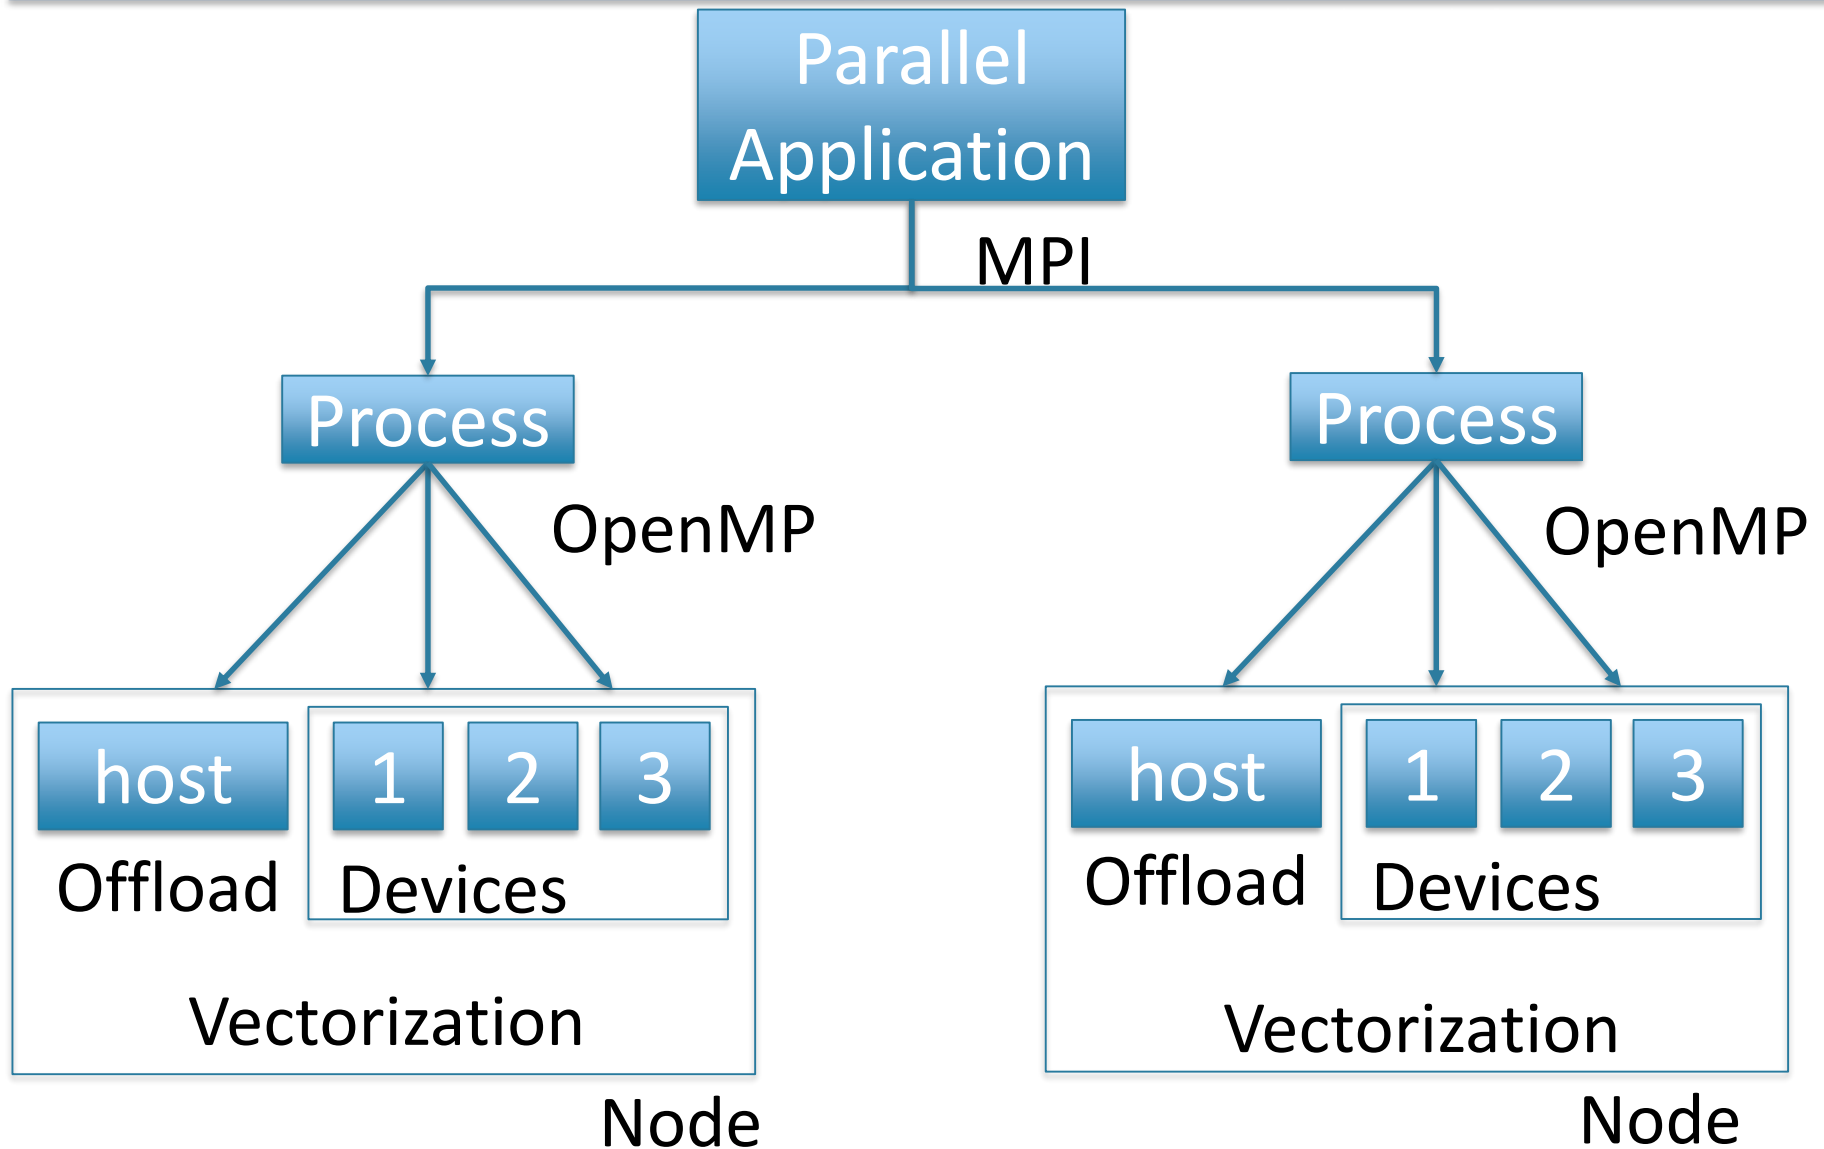 Parallel
Application
MPI
Process
Process
OpenMP
OpenMP
host
1
2
3
Offload
Devices
Vectorization
Node
host
1
2
3
Offload
Devices
Vectorization
Node